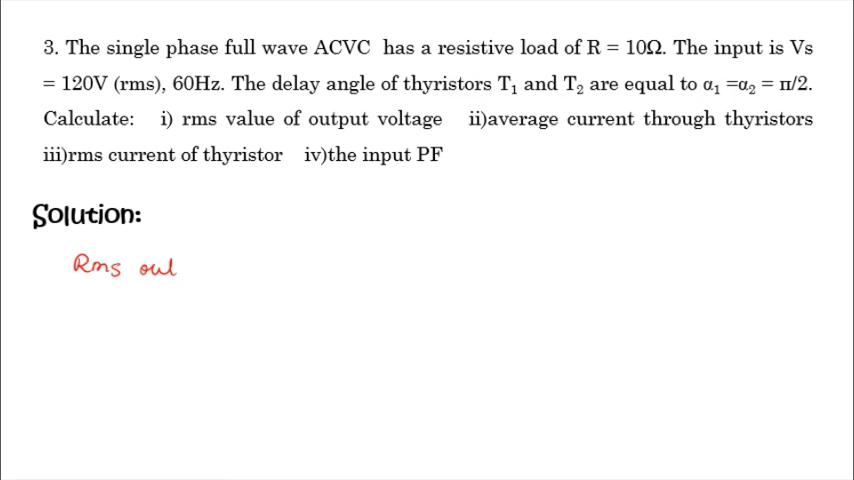 3. The single phase full wave ACVC has a resistive load of R = 10Ω. The input is Vs
= 120V (rms), 60Hz. The delay angle of thyristors T₁ and T₂ are equal to α₁ =α₂ = π/2.
Calculate: i) rms value of output voltage ii)average current through thyristors
iii)rms current of thyristor iv)the input PF
Solution:
Rms out